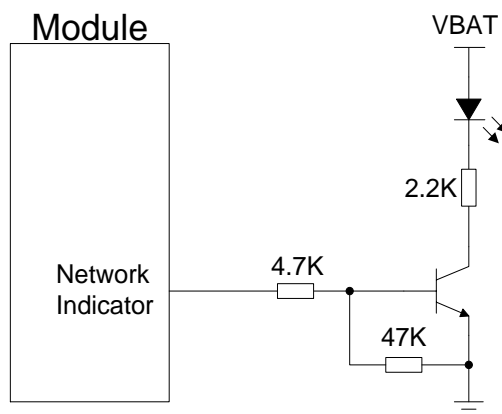 Module
VBAT
2.2K
4.7K
Network
Indicator
47K